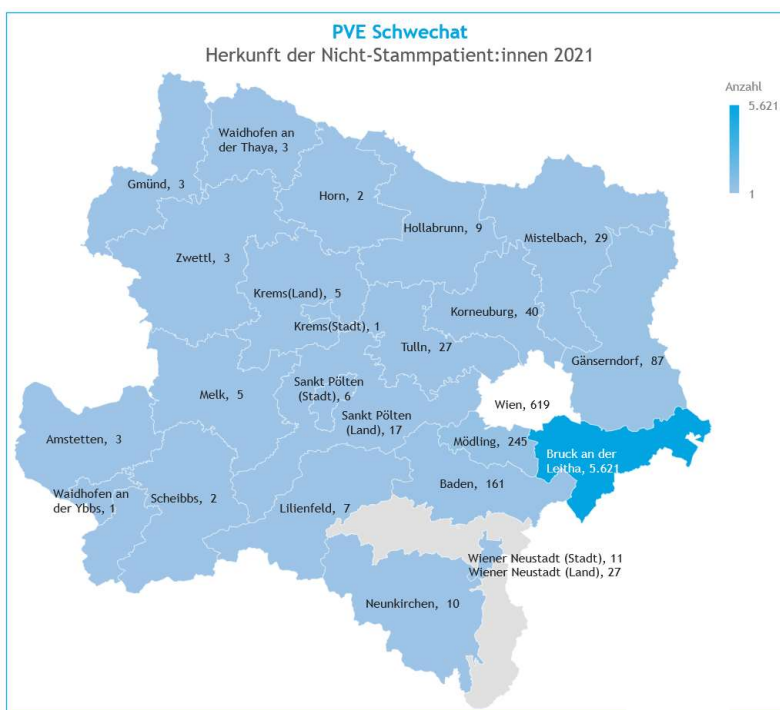 PVE Schwechat
Herkunft der Nicht-Stammpatient:innen 2021
Anzahl
5.621
1
Waidhofen an
der Thaya, 3
Gmünd, 3
Horn, 2
Hollabrunn, 9
Mistelbach, 29
Zwettl, 3
Krems(Land), 5
Korneuburg, 40
Krems(Stadt), 1
Tulln, 27
Gänserndorf, 87
Melk, 5
Sankt Pölten
(Stadt), 6
Wien, 619
Sankt Pölten
(Land), 17
Amstetten, 3
Mödling, 245
Bruck an der
Leitha, 5.621
Waidhofen an
der Ybbs, 1
Scheibbs, 2
Lilienfeld, 7
Baden, 161
Wiener Neustadt (Stadt), 11
Wiener Neustadt (Land), 27
Neunkirchen, 10